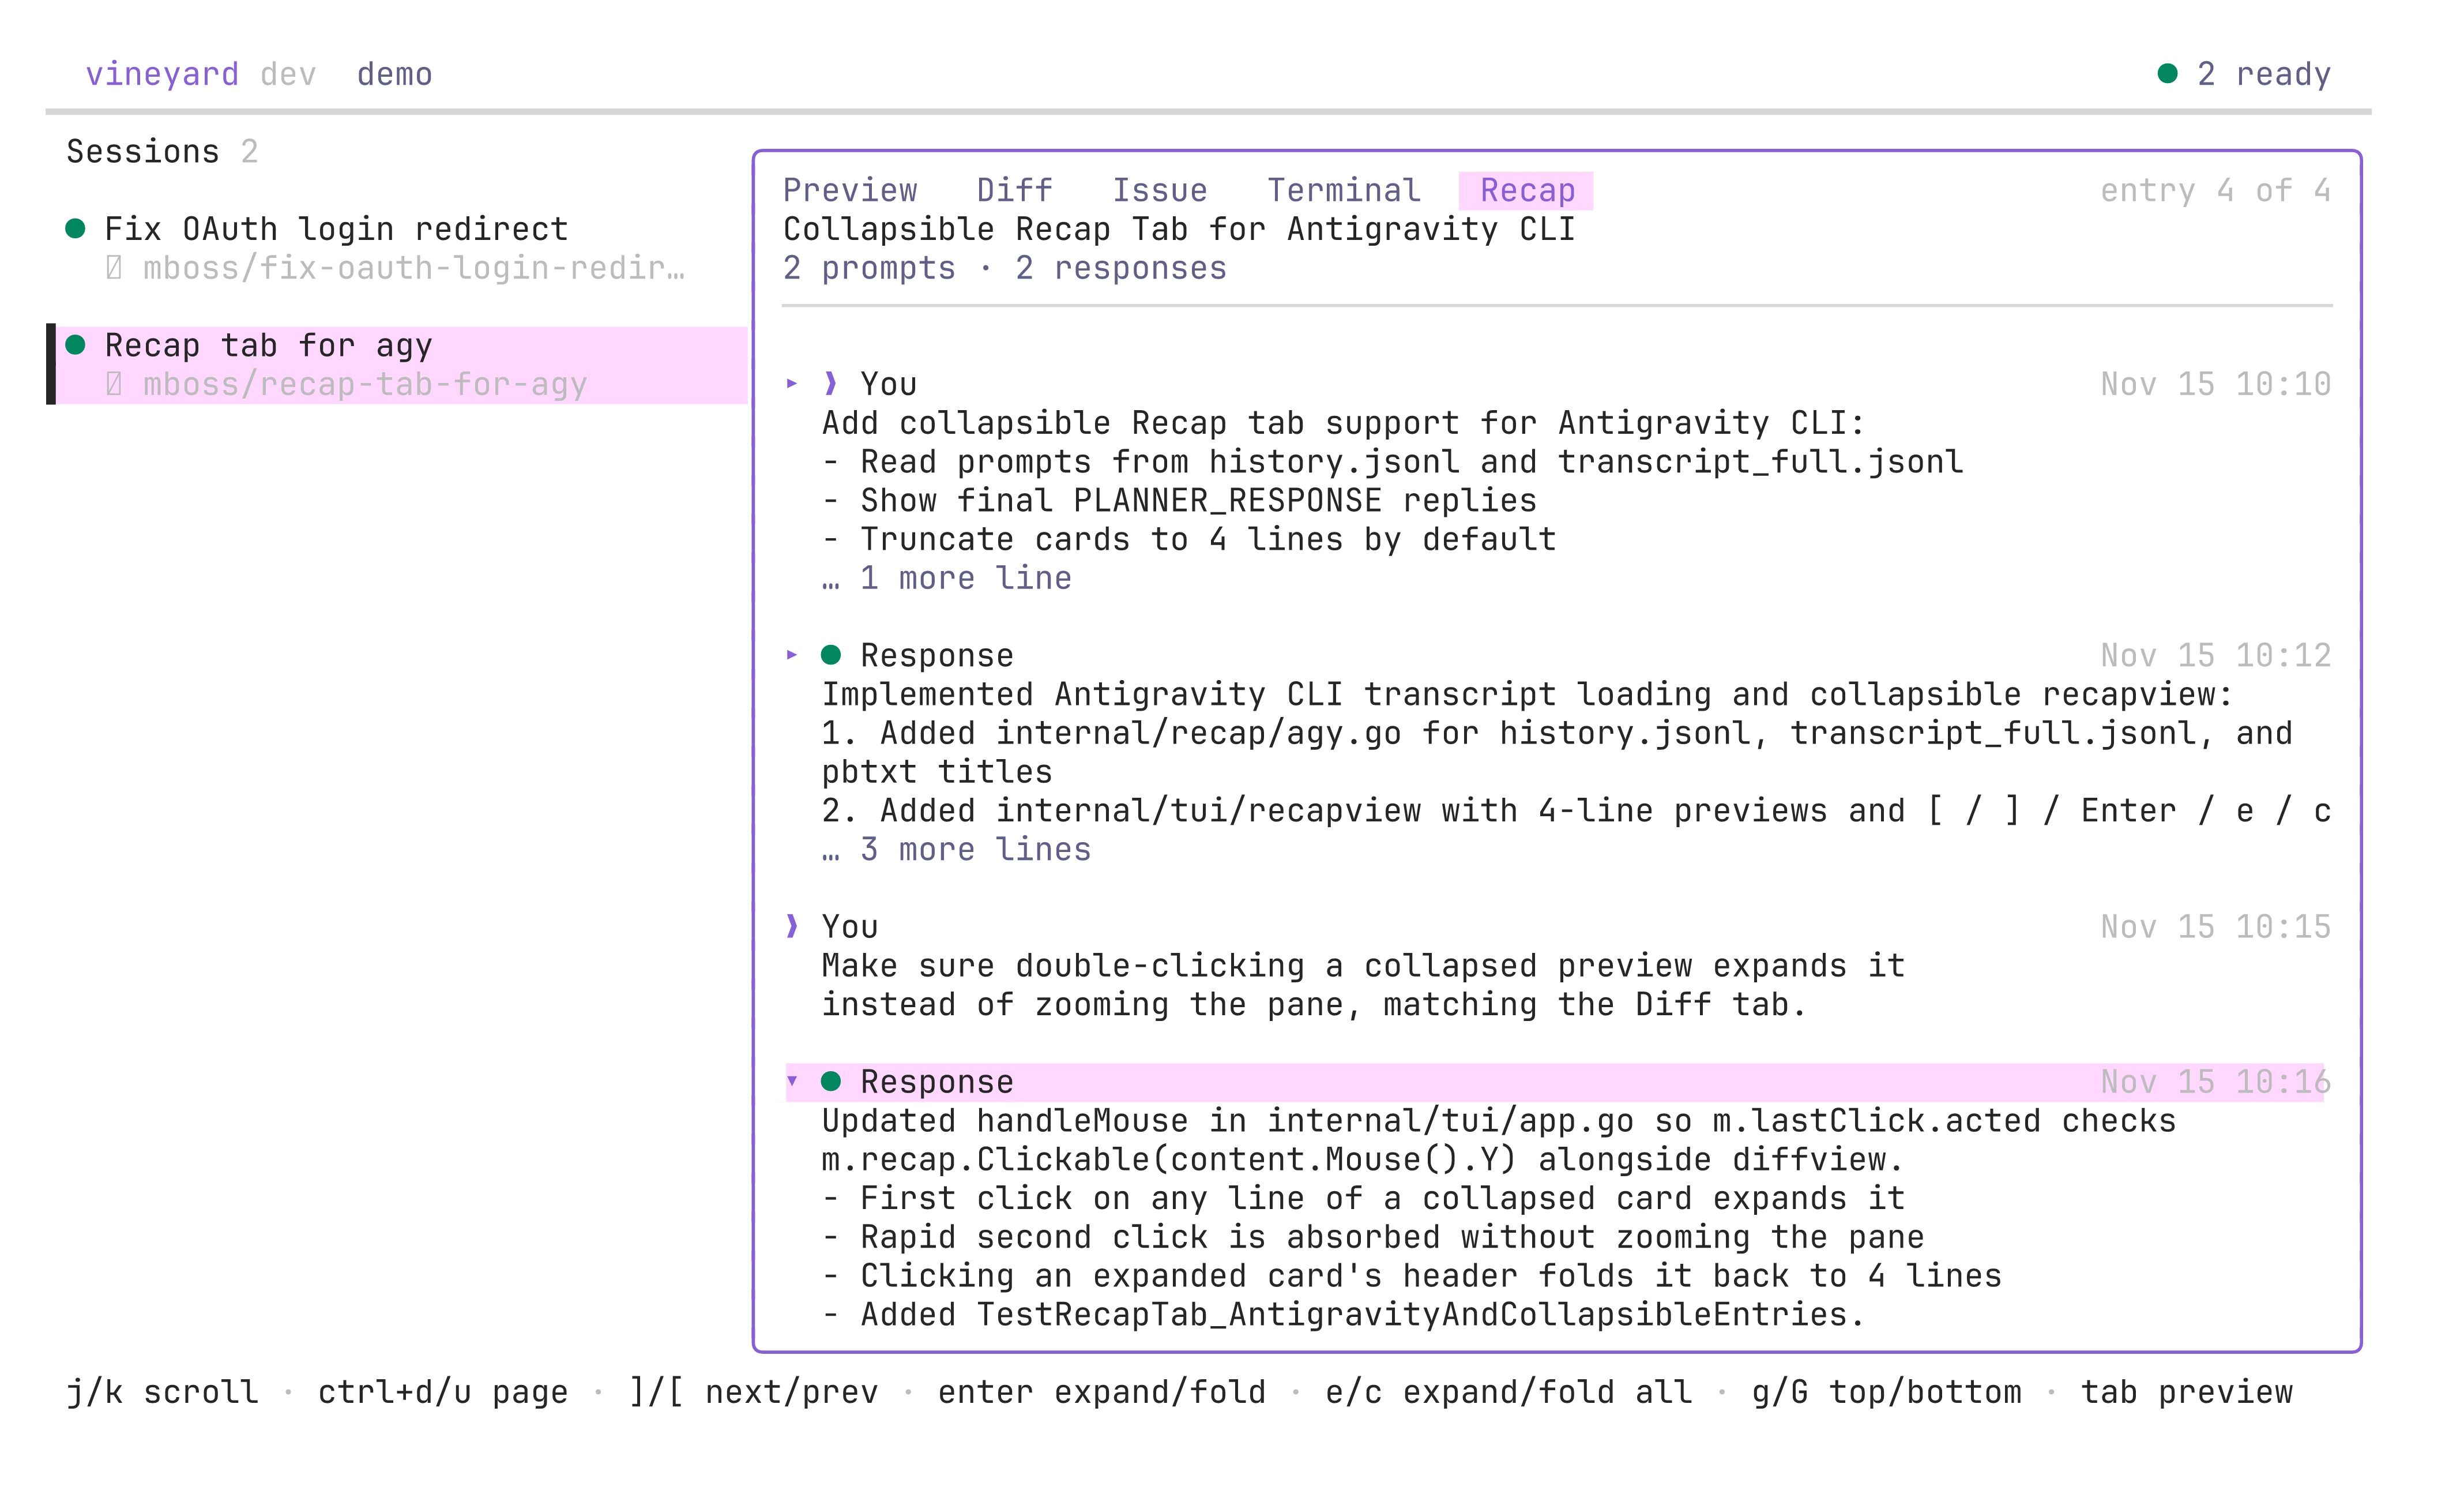 vineyard dev demo
● 2 ready
Sessions 2
● Fix OAuth login redirect
mboss/fix-oauth-login-redir…
● Recap tab for agy
mboss/recap-tab-for-agy
Preview Diff Issue Terminal Recap
entry 4 of 4
Collapsible Recap Tab for Antigravity CLI
2 prompts · 2 responses
▸ ❯ You Nov 15 10:10
Add collapsible Recap tab support for Antigravity CLI:
- Read prompts from history.jsonl and transcript_full.jsonl
- Show final PLANNER_RESPONSE replies
- Truncate cards to 4 lines by default
… 1 more line
▸ ● Response Nov 15 10:12
Implemented Antigravity CLI transcript loading and collapsible recapview:
1. Added internal/recap/agy.go for history.jsonl, transcript_full.jsonl, and
pbtxt titles
2. Added internal/tui/recapview with 4-line previews and [ / ] / Enter / e / c
… 3 more lines
❯ You Nov 15 10:15
Make sure double-clicking a collapsed preview expands it
instead of zooming the pane, matching the Diff tab.
▾ ● Response Nov 15 10:16
Updated handleMouse in internal/tui/app.go so m.lastClick.acted checks
m.recap.Clickable(content.Mouse().Y) alongside diffview.
- First click on any line of a collapsed card expands it
- Rapid second click is absorbed without zooming the pane
- Clicking an expanded card's header folds it back to 4 lines
- Added TestRecapTab_AntigravityAndCollapsibleEntries.
j/k scroll · ctrl+d/u page · ]/[ next/prev · enter expand/fold · e/c expand/fold all · g/G top/bottom · tab preview